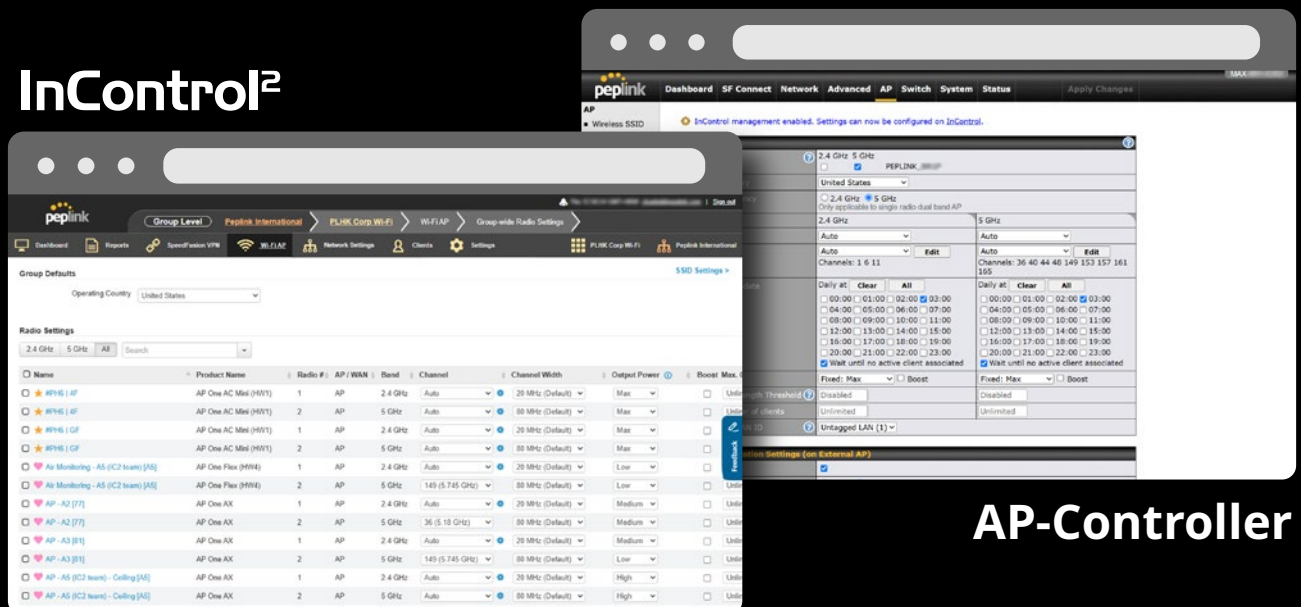 InControl²
peplink
Group Level Peplink International PLHK Corp Wi-Fi Wi-Fi AP Group-wide Radio Settings
Sign out
Dashboard Reports SpeedFusion VPN Wi-Fi AP Network Settings Clients Settings PLHK Corp Wi-Fi Peplink International
Group Defaults
SSID Settings >
Operating Country United States
Radio Settings
2.4 GHz 5 GHz All Search
Name Product Name Radio # AP / WAN Band Channel Channel Width Output Power Boost Max.
#PH6 | 4F AP One AC Mini (HW1) 1 AP 2.4 GHz Auto 20 MHz (Default) Max
#PH6 | 4F AP One AC Mini (HW1) 2 AP 5 GHz Auto 80 MHz (Default) Max
#PH6 | GF AP One AC Mini (HW1) 1 AP 2.4 GHz Auto 20 MHz (Default) Max
#PH6 | GF AP One AC Mini (HW1) 2 AP 5 GHz Auto 80 MHz (Default) Max
Air Monitoring - A5 (IC2 team) [A5] AP One Flex (HW4) 1 AP 2.4 GHz Auto 20 MHz (Default) Low
Air Monitoring - A5 (IC2 team) [A5] AP One Flex (HW4) 2 AP 5 GHz 149 (5.745 GHz) 80 MHz (Default) Low
AP - A2 [77] AP One AX 1 AP 2.4 GHz Auto 20 MHz (Default) Medium
AP - A2 [77] AP One AX 2 AP 5 GHz 36 (5.18 GHz) 80 MHz (Default) Medium
AP - A3 [81] AP One AX 1 AP 2.4 GHz Auto 20 MHz (Default) Medium
AP - A3 [81] AP One AX 2 AP 5 GHz 149 (5.745 GHz) 80 MHz (Default) Low
AP - A5 (IC2 team) - Ceiling [A5] AP One AX 1 AP 2.4 GHz Auto 20 MHz (Default) High
AP - A5 (IC2 team) - Ceiling [A5] AP One AX 2 AP 5 GHz Auto 80 MHz (Default) High
Feedback
MAX
peplink Dashboard SF Connect Network Advanced AP Switch System Status Apply Changes
AP
Wireless SSID
InControl management enabled. Settings can now be configured on InControl.
2.4 GHz 5 GHz
PEPLINK_
United States
2.4 GHz 5 GHz
Only applicable to single radio dual band AP
2.4 GHz 5 GHz
Auto Auto
Auto Edit Auto Edit
Channels: 1 6 11 Channels: 36 40 44 48 149 153 157 161
165
Daily at Clear All Daily at Clear All
00:00 01:00 02:00 03:00 00:00 01:00 02:00 03:00
04:00 05:00 06:00 07:00 04:00 05:00 06:00 07:00
08:00 09:00 10:00 11:00 08:00 09:00 10:00 11:00
12:00 13:00 14:00 15:00 12:00 13:00 14:00 15:00
16:00 17:00 18:00 19:00 16:00 17:00 18:00 19:00
20:00 21:00 22:00 23:00 20:00 21:00 22:00 23:00
Wait until no active client associated Wait until no active client associated
Fixed: Max Boost Fixed: Max Boost
Threshold Disabled Disabled
of clients Unlimited Unlimited
Untagged LAN (1)
Settings (on External AP)
AP-Controller